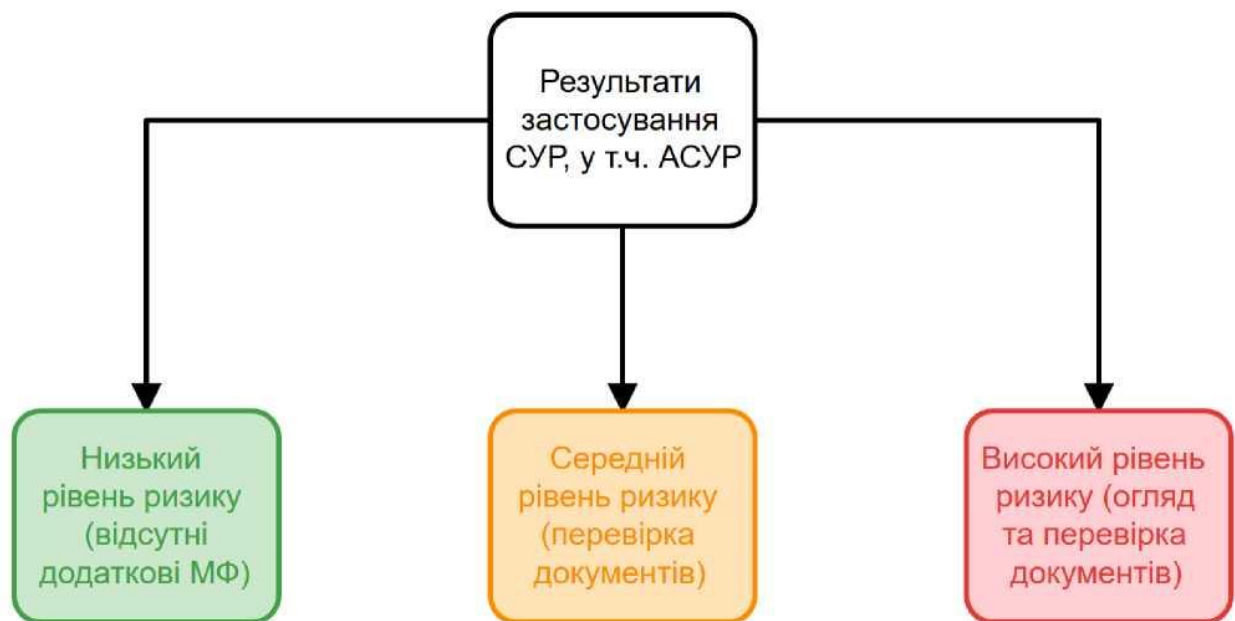 Результати
застосування
СУР, у т.ч. АСУР
Низький
рівень ризику
(відсутні
додаткові МФ)
Середній
рівень ризику
(перевірка
документів)
Високий рівень
ризику (огляд
та перевірка
документів)